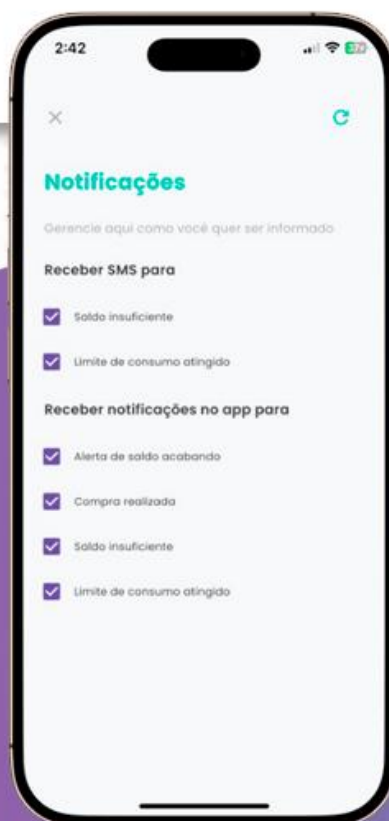 2:42
Notificações
Gerencie aqui como você quer ser informado
Receber SMS para
Saldo insuficiente
Limite de consumo atingido
Receber notificações no app para
Alerta de saldo acabando
Compra realizada
Saldo insuficiente
Limite de consumo atingido